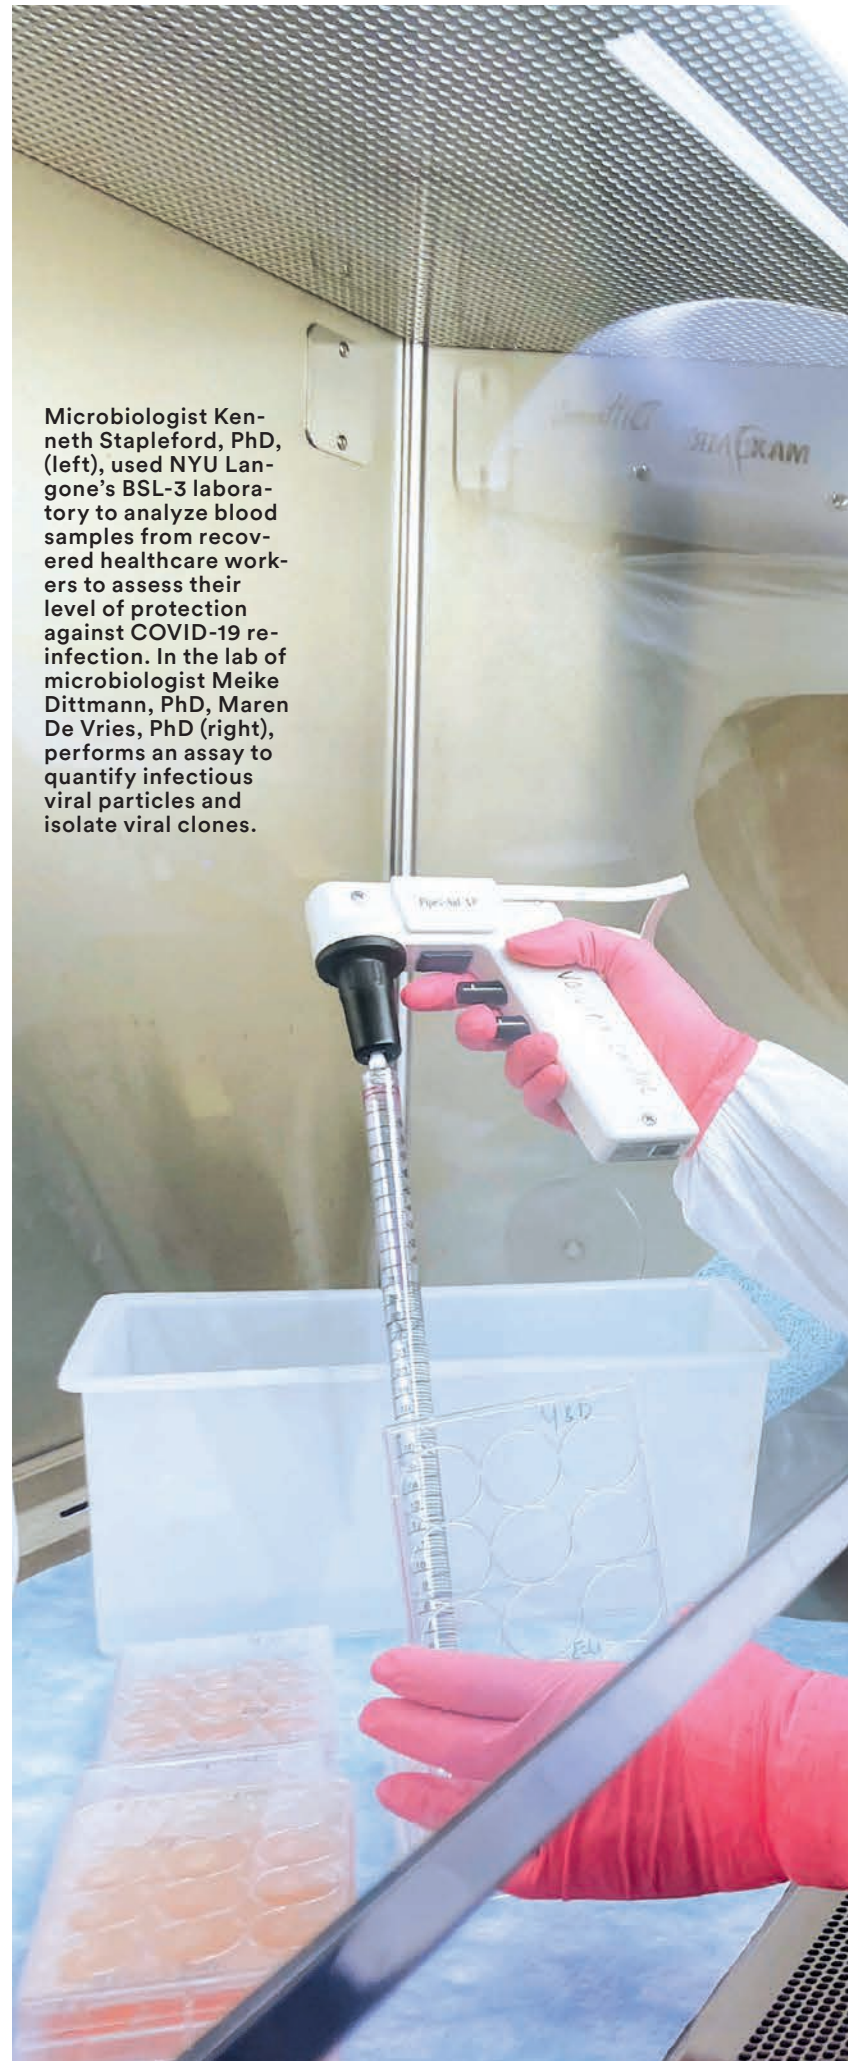 Microbiologist Ken-
neth Stapleford, PhD,
(left), used NYU Lan-
gone’s BSL-3 labora-
tory to analyze blood
samples from recov-
ered healthcare work-
ers to assess their
level of protection
against COVID-19 re-
infection. In the lab of
microbiologist Meike
Dittmann, PhD, Maren
De Vries, PhD (right),
performs an assay to
quantify infectious
viral particles and
isolate viral clones.
Pipet-Aid XP